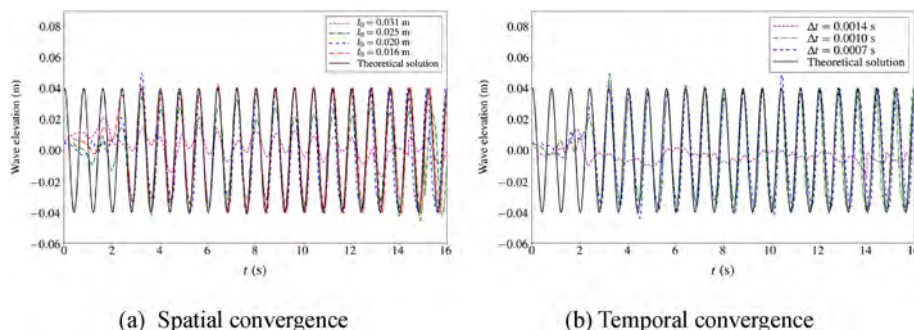 0.08
0.06
0.04
0.02
0.00
−0.02
−0.04
−0.06
Wave elevation (m)
l₀ = 0.031 m
l₀ = 0.025 m
l₀ = 0.020 m
l₀ = 0.016 m
Theoretical solution
0 2 4 6 8 10 12 14 16
t (s)
(a) Spatial convergence
0.08
0.06
0.04
0.02
0.00
−0.02
−0.04
−0.06
Wave elevation (m)
Δt = 0.0014 s
Δt = 0.0010 s
Δt = 0.0007 s
Theoretical solution
0 2 4 6 8 10 12 14 16
t (s)
(b) Temporal convergence